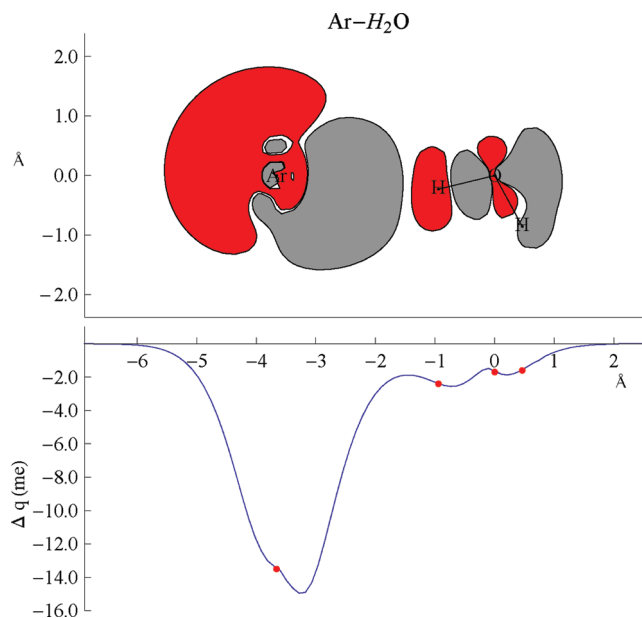 Ar–H₂O
2.0
1.0
Å
0.0
Ar
H
O
−1.0
H
−2.0
−6 −5 −4 −3 −2 −1 0 1 2
Å
−2.0
−4.0
−6.0
−8.0
−10.0
−12.0
−14.0
−16.0
Δ q (me)